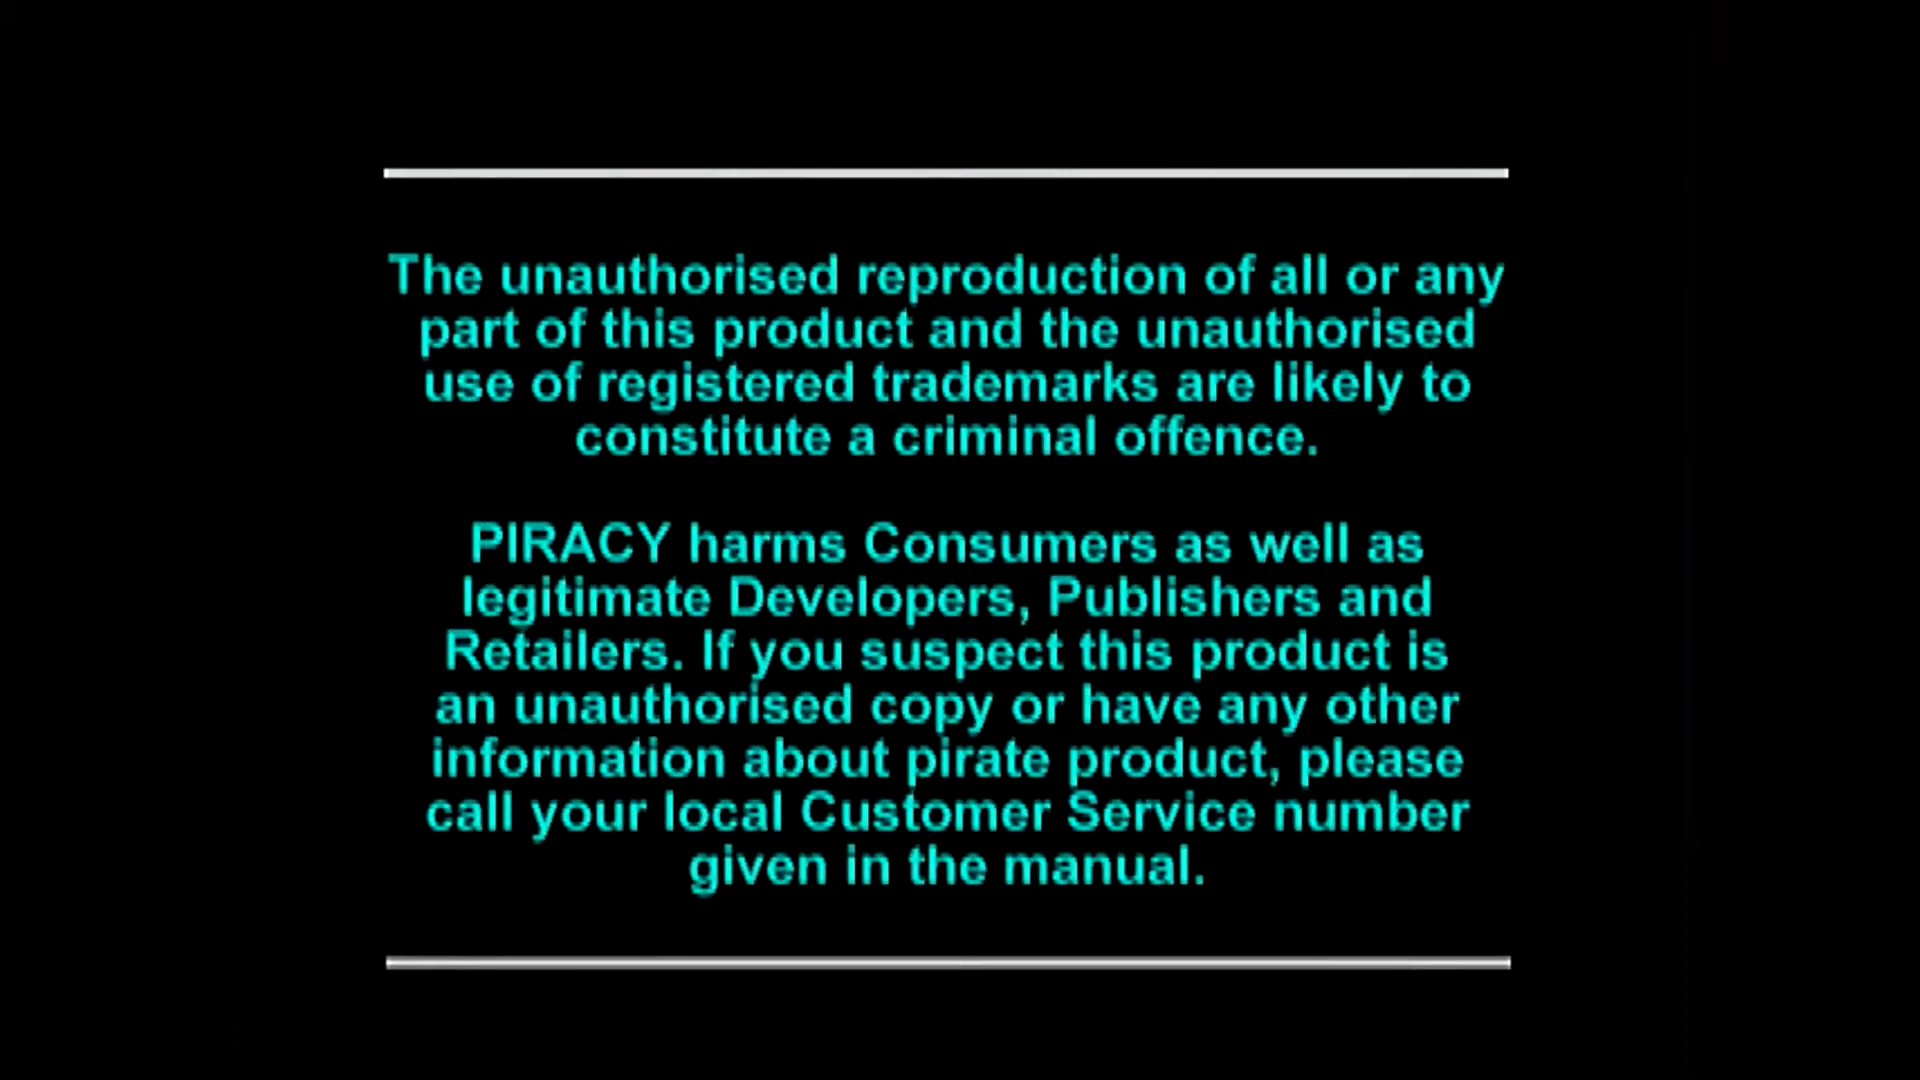 The unauthorised reproduction of all or any
part of this product and the unauthorised
use of registered trademarks are likely to
constitute a criminal offence.
PIRACY harms Consumers as well as
legitimate Developers, Publishers and
Retailers. If you suspect this product is
an unauthorised copy or have any other
information about pirate product, please
call your local Customer Service number
given in the manual.